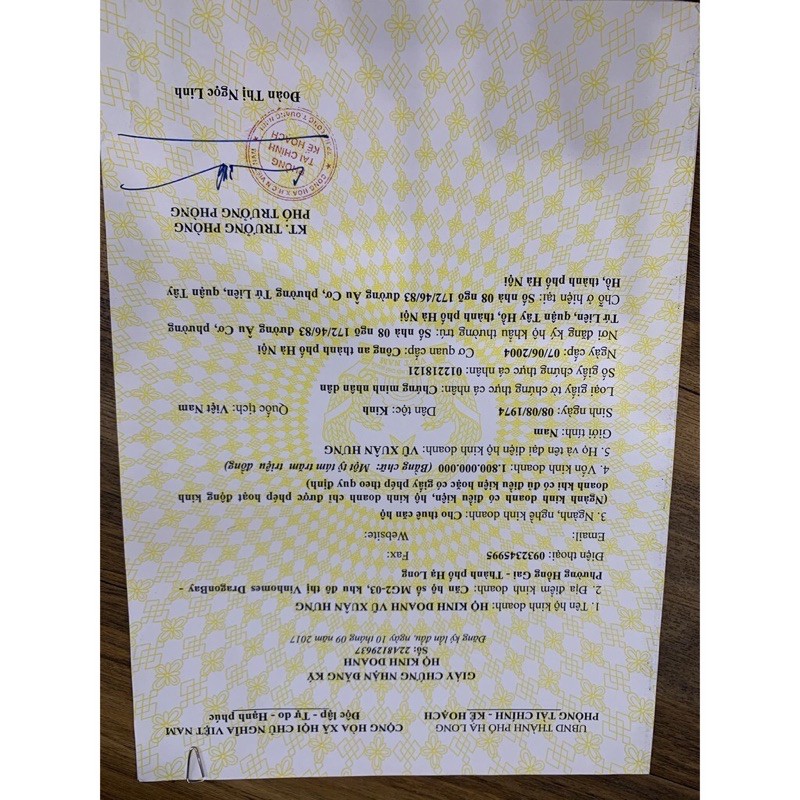 UBND THÀNH PHỐ HẠ LONG
PHÒNG TÀI CHÍNH - KẾ HOẠCH
CỘNG HÒA XÃ HỘI CHỦ NGHĨA VIỆT NAM
Độc lập - Tự do - Hạnh phúc
GIẤY CHỨNG NHẬN ĐĂNG KÝ
HỘ KINH DOANH
Số: 22A8129637
Đăng ký lần đầu, ngày 10 tháng 09 năm 2017
1. Tên hộ kinh doanh: HỘ KINH DOANH VŨ XUÂN HƯNG
2. Địa điểm kinh doanh: Căn hộ số MC2-03, khu đô thị Vinhomes DragonBay -
Phường Hồng Gai - Thành phố Hạ Long
Điện thoại: 0932345995 Fax:
Email: Website:
3. Ngành, nghề kinh doanh: Cho thuê căn hộ
(Ngành kinh doanh có điều kiện, hộ kinh doanh chỉ được phép hoạt động kinh
doanh khi có đủ điều kiện hoặc có giấy phép theo quy định)
4. Vốn kinh doanh: 1.800.000.000 (Bằng chữ: Một tỷ tám trăm triệu đồng)
5. Họ và tên đại diện hộ kinh doanh: VŨ XUÂN HƯNG
Giới tính: Nam
Sinh ngày: 08/08/1974 Dân tộc: Kinh Quốc tịch: Việt Nam
Loại giấy tờ chứng thực cá nhân: Chứng minh nhân dân
Số giấy chứng thực cá nhân: 012218121
Ngày cấp: 07/06/2004 Cơ quan cấp: Công an thành phố Hà Nội
Nơi đăng ký hộ khẩu thường trú: Số nhà 08 ngõ 172/46/83 đường Âu Cơ, phường
Tứ Liên, quận Tây Hồ, thành phố Hà Nội
Chỗ ở hiện tại: Số nhà 08 ngõ 172/46/83 đường Âu Cơ, phường Tứ Liên, quận Tây
Hồ, thành phố Hà Nội
KT. TRƯỞNG PHÒNG
PHÓ TRƯỞNG PHÒNG
PHÒNG
TÀI CHÍNH
KẾ HOẠCH
Đoàn Thị Ngọc Linh